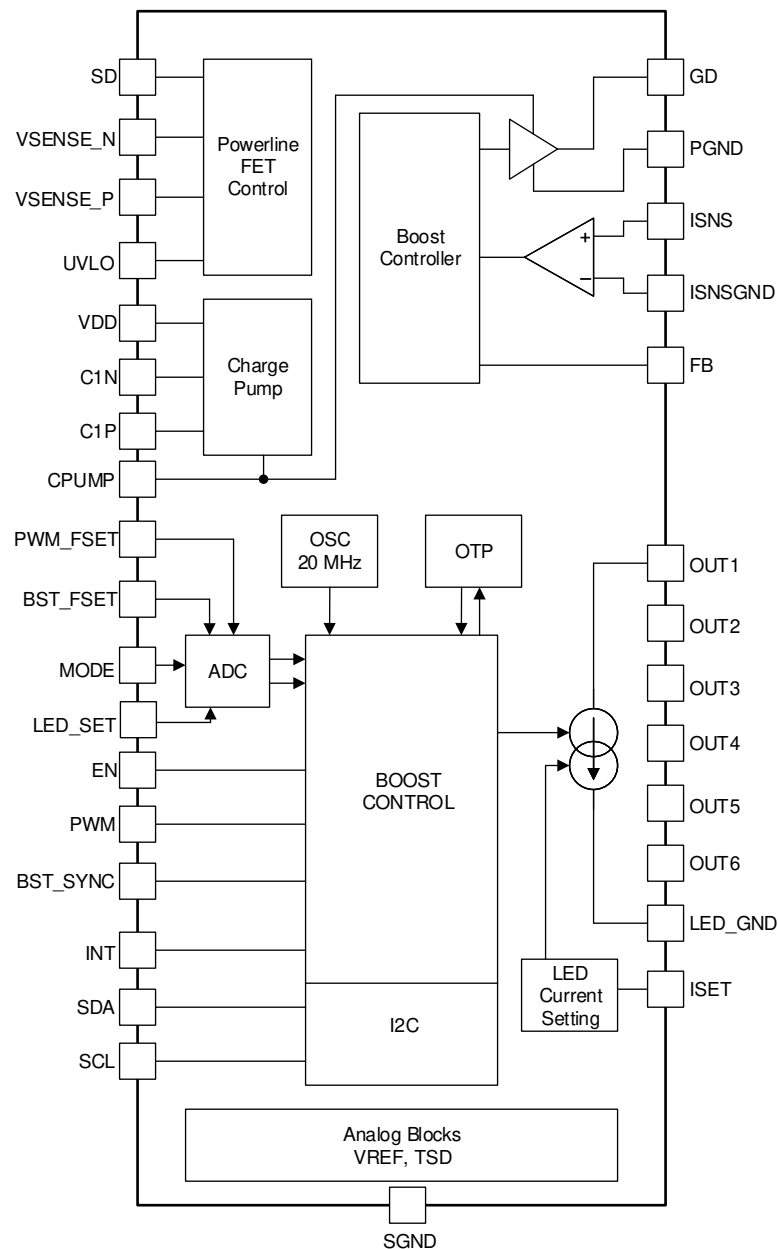 SD
VSENSE_N
VSENSE_P
UVLO
Powerline
FET
Control
VDD
C1N
C1P
CPUMP
Charge
Pump
Boost
Controller
+
−
GD
PGND
ISNS
ISNSGND
FB
PWM_FSET
BST_FSET
MODE
LED_SET
ADC
OSC
20 MHz
OTP
EN
PWM
BST_SYNC
INT
SDA
SCL
BOOST
CONTROL
I2C
OUT1
OUT2
OUT3
OUT4
OUT5
OUT6
LED_GND
ISET
LED
Current
Setting
Analog Blocks
VREF, TSD
SGND